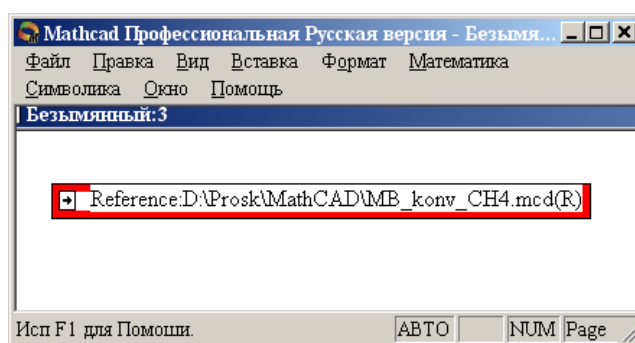 Mathcad Профессиональная Русская версия - Безымя...
Файл Правка Вид Вставка Формат Математика
Символика Окно Помощь
Безымянный:3
Reference:D:\Prosk\MathCAD\MB_konv_CH4.mcd(R)
Исп F1 для Помоши. АВТО NUM Page